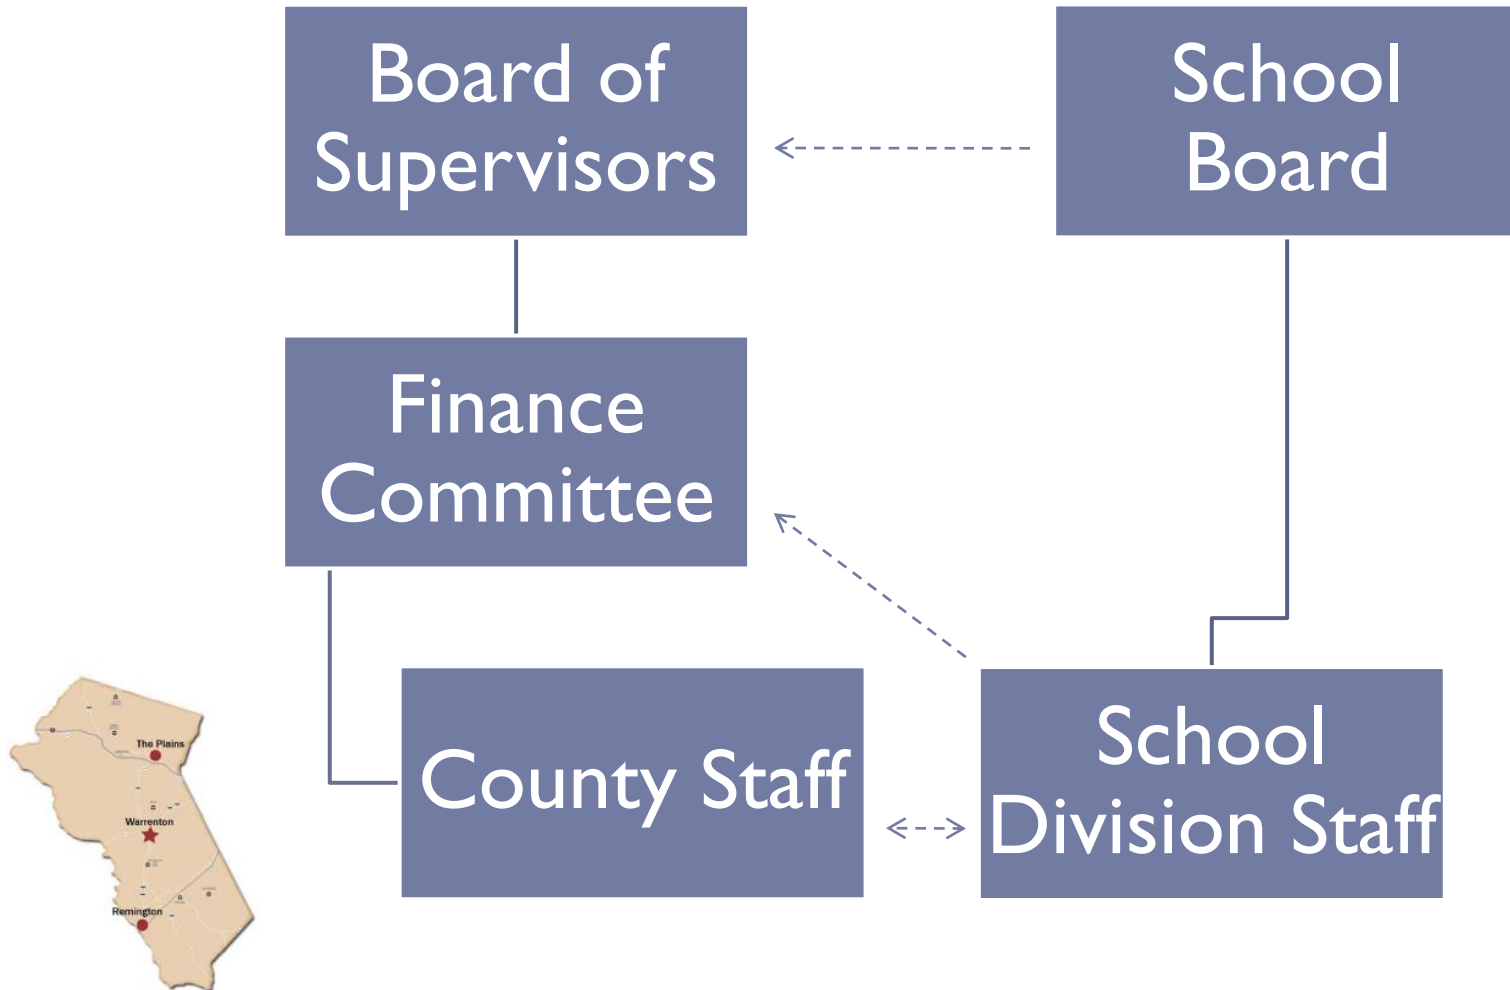 Board of
Supervisors
School
Board
Finance
Committee
County Staff
School
Division Staff
The Plains
Warrenton
Remington